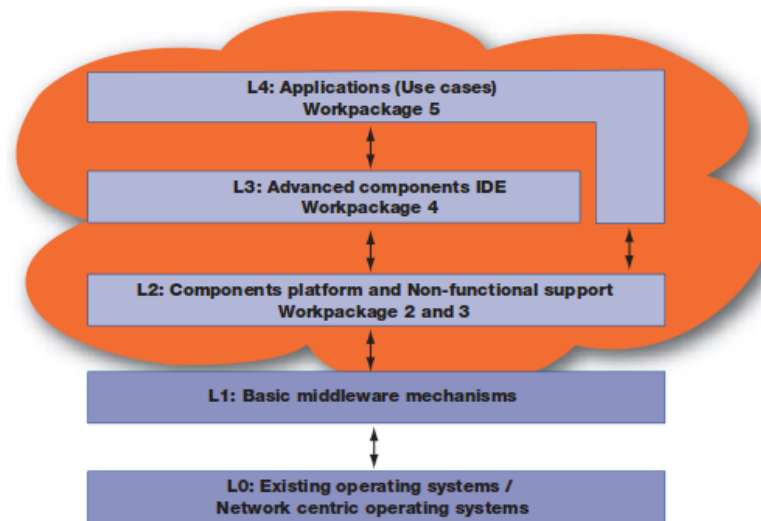 L4: Applications (Use cases)
Workpackage 5
L3: Advanced components IDE
Workpackage 4
L2: Components platform and Non-functional support
Workpackage 2 and 3
L1: Basic middleware mechanisms
L0: Existing operating systems /
Network centric operating systems